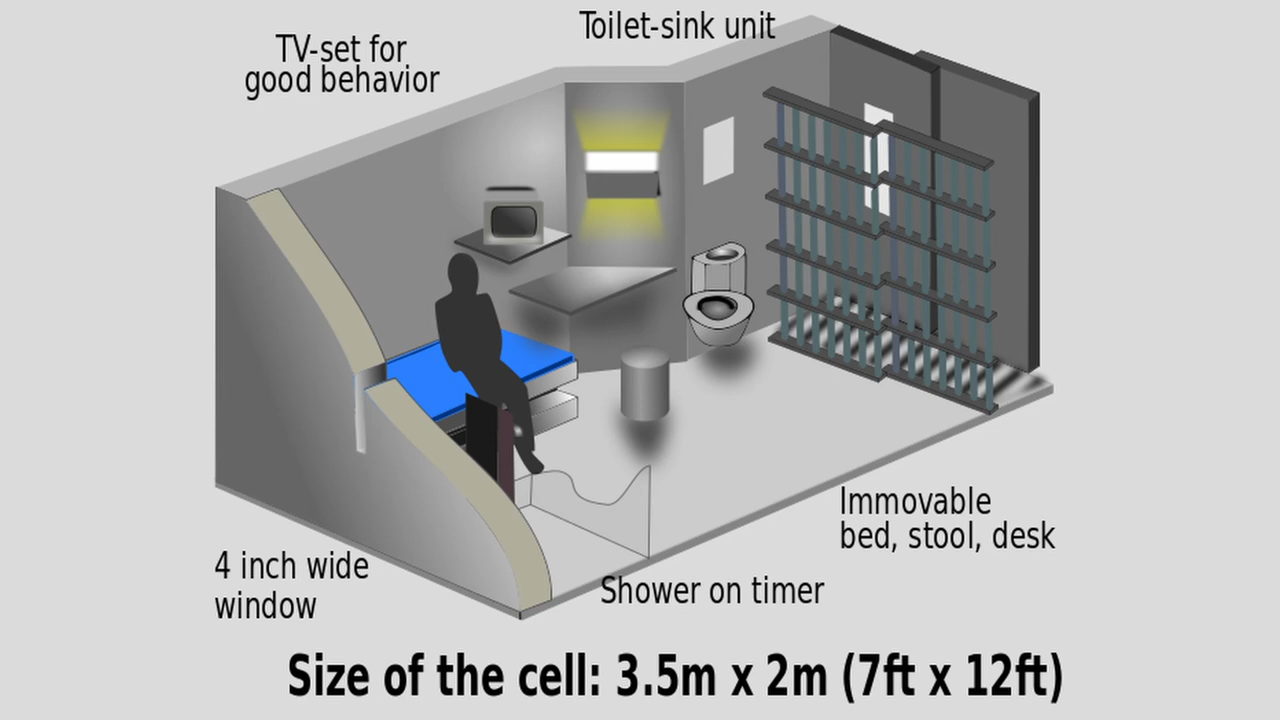 Toilet-sink unit
TV-set for
good behavior
Immovable
bed, stool, desk
4 inch wide
window
Shower on timer
Size of the cell: 3.5m x 2m (7ft x 12ft)